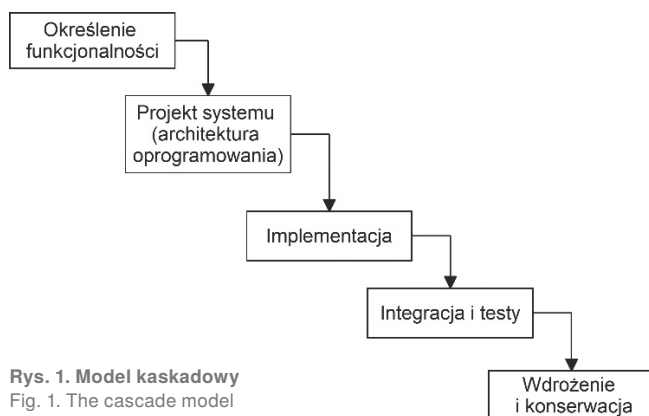 Określenie
funkcjonalności
Projekt systemu
(architektura
oprogramowania)
Implementacja
Integracja i testy
Wdrożenie
i konserwacja
Rys. 1. Model kaskadowy
Fig. 1. The cascade model